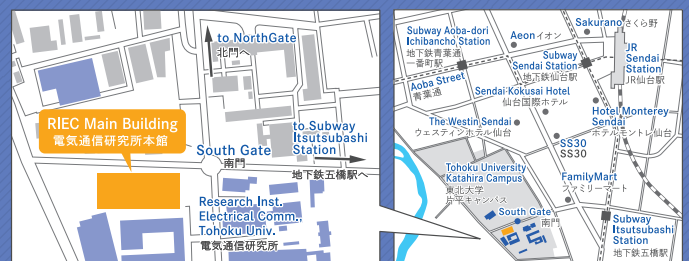 to NorthGate
北門へ
RIEC Main Building
電気通信研究所本館
South Gate
南門
to Subway
Itsutsubashi
Station
地下鉄五橋駅へ
Research Inst.
Electrical Comm.,
Tohoku Univ.
電気通信研究所
Subway Aoba-dori
Ichibancho Station
地下鉄青葉通
一番町駅
Aoba Street
青葉通
Aeon イオン
Sakurano さくら野
Subway
Sendai Station
地下鉄仙台駅
JR
Sendai
Station
JR仙台駅
Sendai Kokusai Hotel
仙台国際ホテル
The Westin Sendai
ウェスティンホテル仙台
Hotel Monterey
Sendai
ホテルモントレ仙台
SS30
SS30
Tohoku University
Katahira Campus
東北大学
片平キャンパス
FamilyMart
ファミリーマート
South Gate
南門
Subway
Itsutsubashi
Station
地下鉄五橋駅